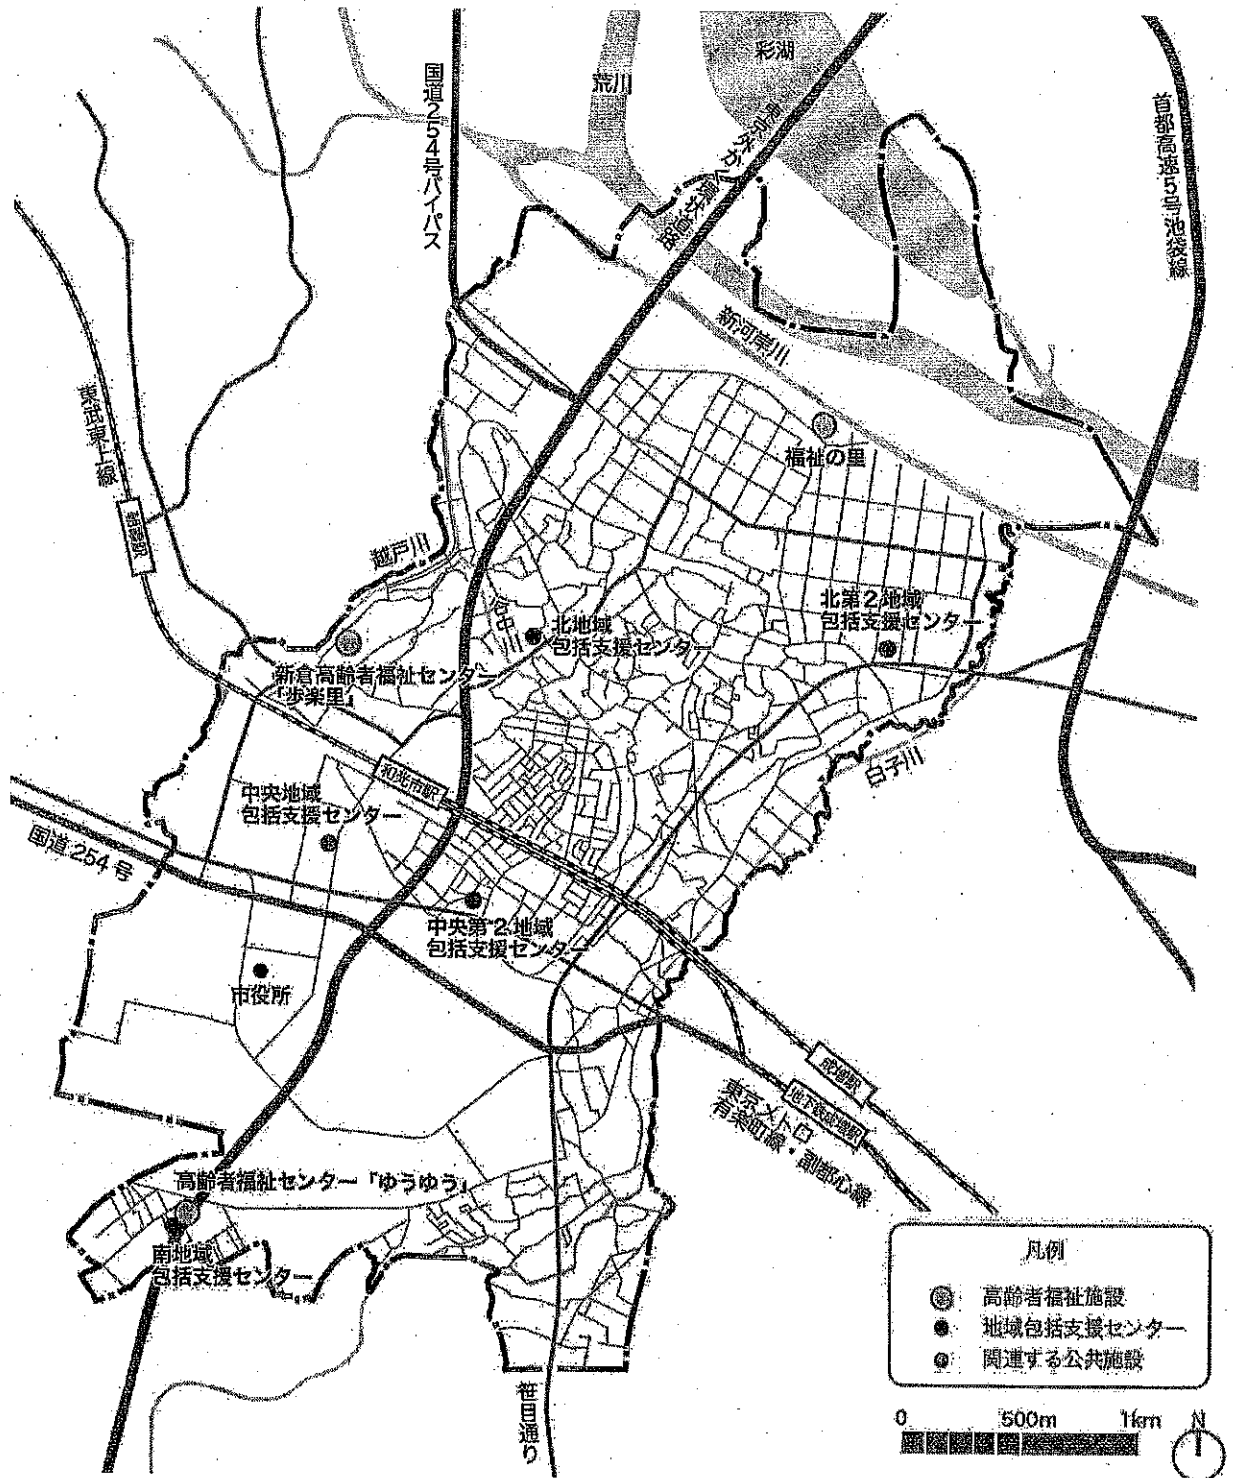 彩湖
荒川
国道254号バイパス
東京外かく環状道路
首都高速5号池袋線
新河岸川
東武東上線
福祉の里
朝霞駅
越戸川
谷中川
北地域
包括支援センター
北第2地域
包括支援センター
新倉高齢者福祉センター
「歩楽里」
白子川
和光市駅
中央地域
包括支援センター
国道254号
中央第2地域
包括支援センター
市役所
成増駅
地下鉄成増駅
東京メトロ
有楽町線・副都心線
高齢者福祉センター「ゆうゆう」
南地域
包括支援センター
笹目通り
凡例
高齢者福祉施設
地域包括支援センター
関連する公共施設
0 500m 1km
N